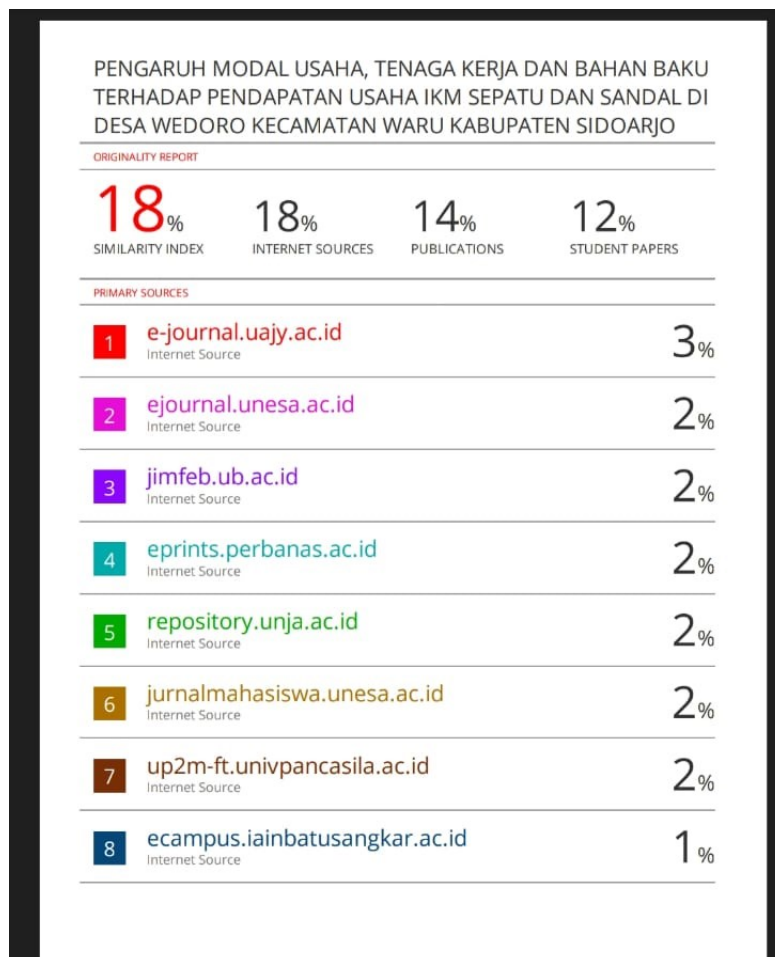 PENGARUH MODAL USAHA, TENAGA KERJA DAN BAHAN BAKU
TERHADAP PENDAPATAN USAHA IKM SEPATU DAN SANDAL DI
DESA WEDORO KECAMATAN WARU KABUPATEN SIDOARJO
ORIGINALITY REPORT
18% 18% 14% 12%
SIMILARITY INDEX INTERNET SOURCES PUBLICATIONS STUDENT PAPERS
PRIMARY SOURCES
1 e-journal.uajy.ac.id 3%
Internet Source
2 ejournal.unesa.ac.id 2%
Internet Source
3 jimfeb.ub.ac.id 2%
Internet Source
4 eprints.perbanas.ac.id 2%
Internet Source
5 repository.unja.ac.id 2%
Internet Source
6 jurnalmahasiswa.unesa.ac.id 2%
Internet Source
7 up2m-ft.univpancasila.ac.id 2%
Internet Source
8 ecampus.iainbatusangkar.ac.id 1%
Internet Source